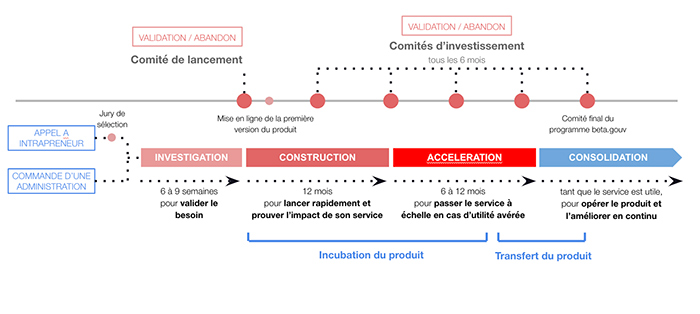 VALIDATION / ABANDON
Comité de lancement
VALIDATION / ABANDON
Comités d'investissement
tous les 6 mois
Jury de
sélection
Mise en ligne de la première
version du produit
Comité final du
programme beta.gouv
APPEL A
INTRAPRENEUR
COMMANDE D'UNE
ADMINISTRATION
INVESTIGATION
CONSTRUCTION
ACCELERATION
CONSOLIDATION
6 à 9 semaines
pour valider le
besoin
12 mois
pour lancer rapidement et
prouver l'impact de son service
6 à 12 mois
pour passer le service à
échelle en cas d'utilité avérée
tant que le service est utile,
pour opérer le produit et
l'améliorer en continu
Incubation du produit
Transfert du produit